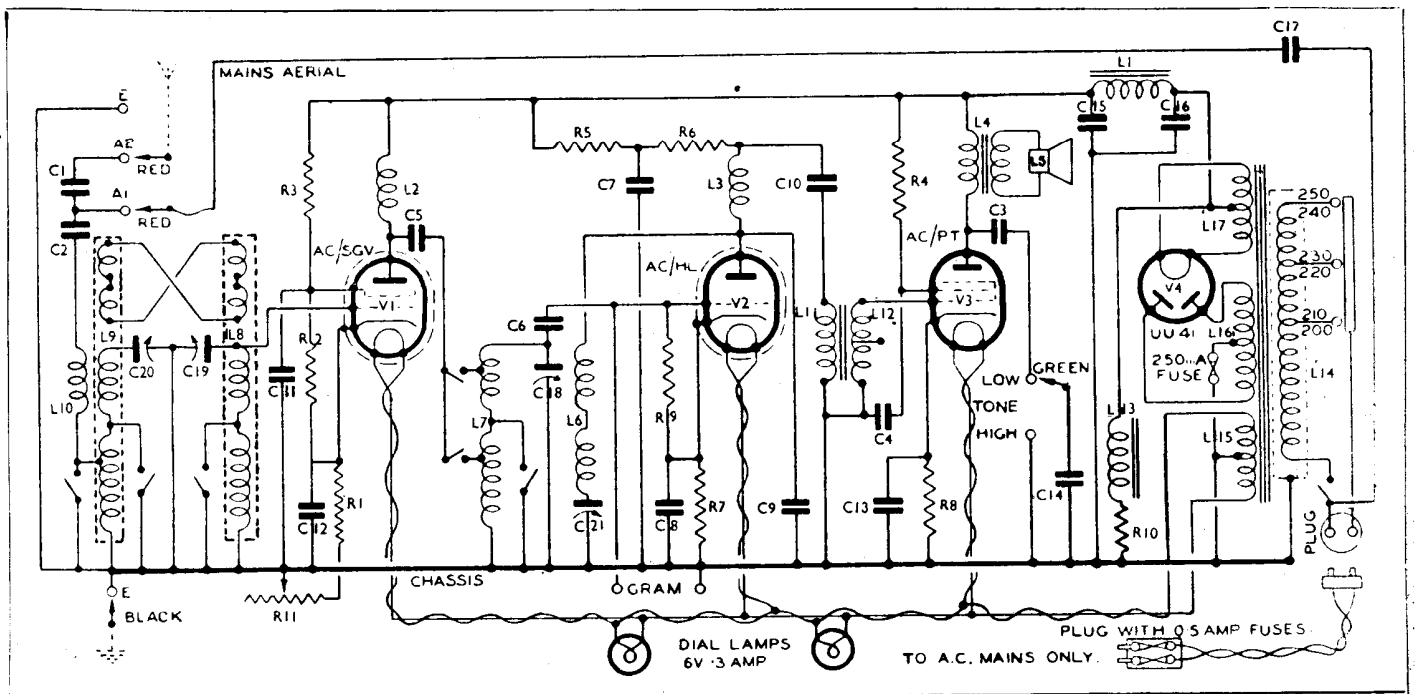 C17
MAINS AERIAL
L1
E
C15
C16
AE
RED
C1
A1
RED
C2
R3
L2
C5
R5
R6
C7
L3
C10
R4
L4
L5
C3
AC/SGV
AC/HL
AC/PT
V1
V2
V3
V4
UU41
L17
L16
250mA
FUSE
250
240
230
220
210
200
L14
L9
L8
C20
C19
R2
C11
C6
C18
L11
L12
L10
L7
L6
R9
C4
LOW
GREEN
TONE
HIGH
L13
L15
C12
R1
C21
C8
R7
C9
C13
R8
C14
R10
PLUG
CHASSIS
GRAM
E
BLACK
R11
DIAL LAMPS
6V ·3 AMP
PLUG WITH 0·5 AMP FUSES.
TO A.C. MAINS ONLY.